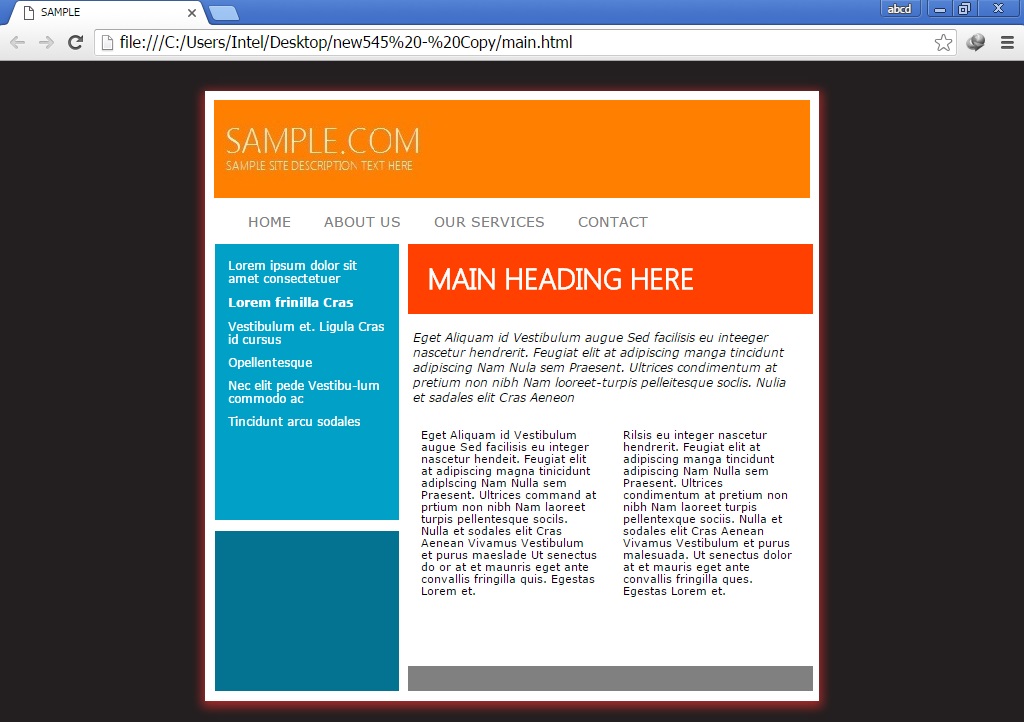 SAMPLE
abcd
file:///C:/Users/Intel/Desktop/new545%20-%20Copy/main.html
SAMPLE.COM
SAMPLE SITE DESCRIPTION TEXT HERE
HOME ABOUT US OUR SERVICES CONTACT
Lorem ipsum dolor sit
amet consectetuer
Lorem frinilla Cras
Vestibulum et. Ligula Cras
id cursus
Opellentesque
Nec elit pede Vestibu-lum
commodo ac
Tincidunt arcu sodales
MAIN HEADING HERE
Eget Aliquam id Vestibulum augue Sed facilisis eu inteeger
nascetur hendrerit. Feugiat elit at adipiscing manga tincidunt
adipiscing Nam Nula sem Praesent. Ultrices condimentum at
pretium non nibh Nam looreet-turpis pelleitesque soclis. Nulia
et sadales elit Cras Aeneon
Eget Aliquam id Vestibulum
augue Sed facilisis eu integer
nascetur hendeit. Feugiat elit
at adipiscing magna tinicidunt
adiplscing Nam Nulla sem
Praesent. Ultrices command at
prtium non nibh Nam laoreet
turpis pellentesque socils.
Nulla et sodales elit Cras
Aenean Vivamus Vestibulum
et purus maeslade Ut senectus
do or at et maunris eget ante
convallis fringilla quis. Egestas
Lorem et.
Rilsis eu integer nascetur
hendrerit. Feugiat elit at
adipiscing manga tincidunt
adipiscing Nam Nulla sem
Praesent. Ultrices
condimentum at pretium non
nibh Nam laoreet turpis
pellentexque sociis. Nulla et
sodales elit Cras Aenean
Vivamus Vestibulum et purus
malesuada. Ut senectus dolor
at et mauris eget ante
convallis fringilla ques.
Egestas Lorem et.